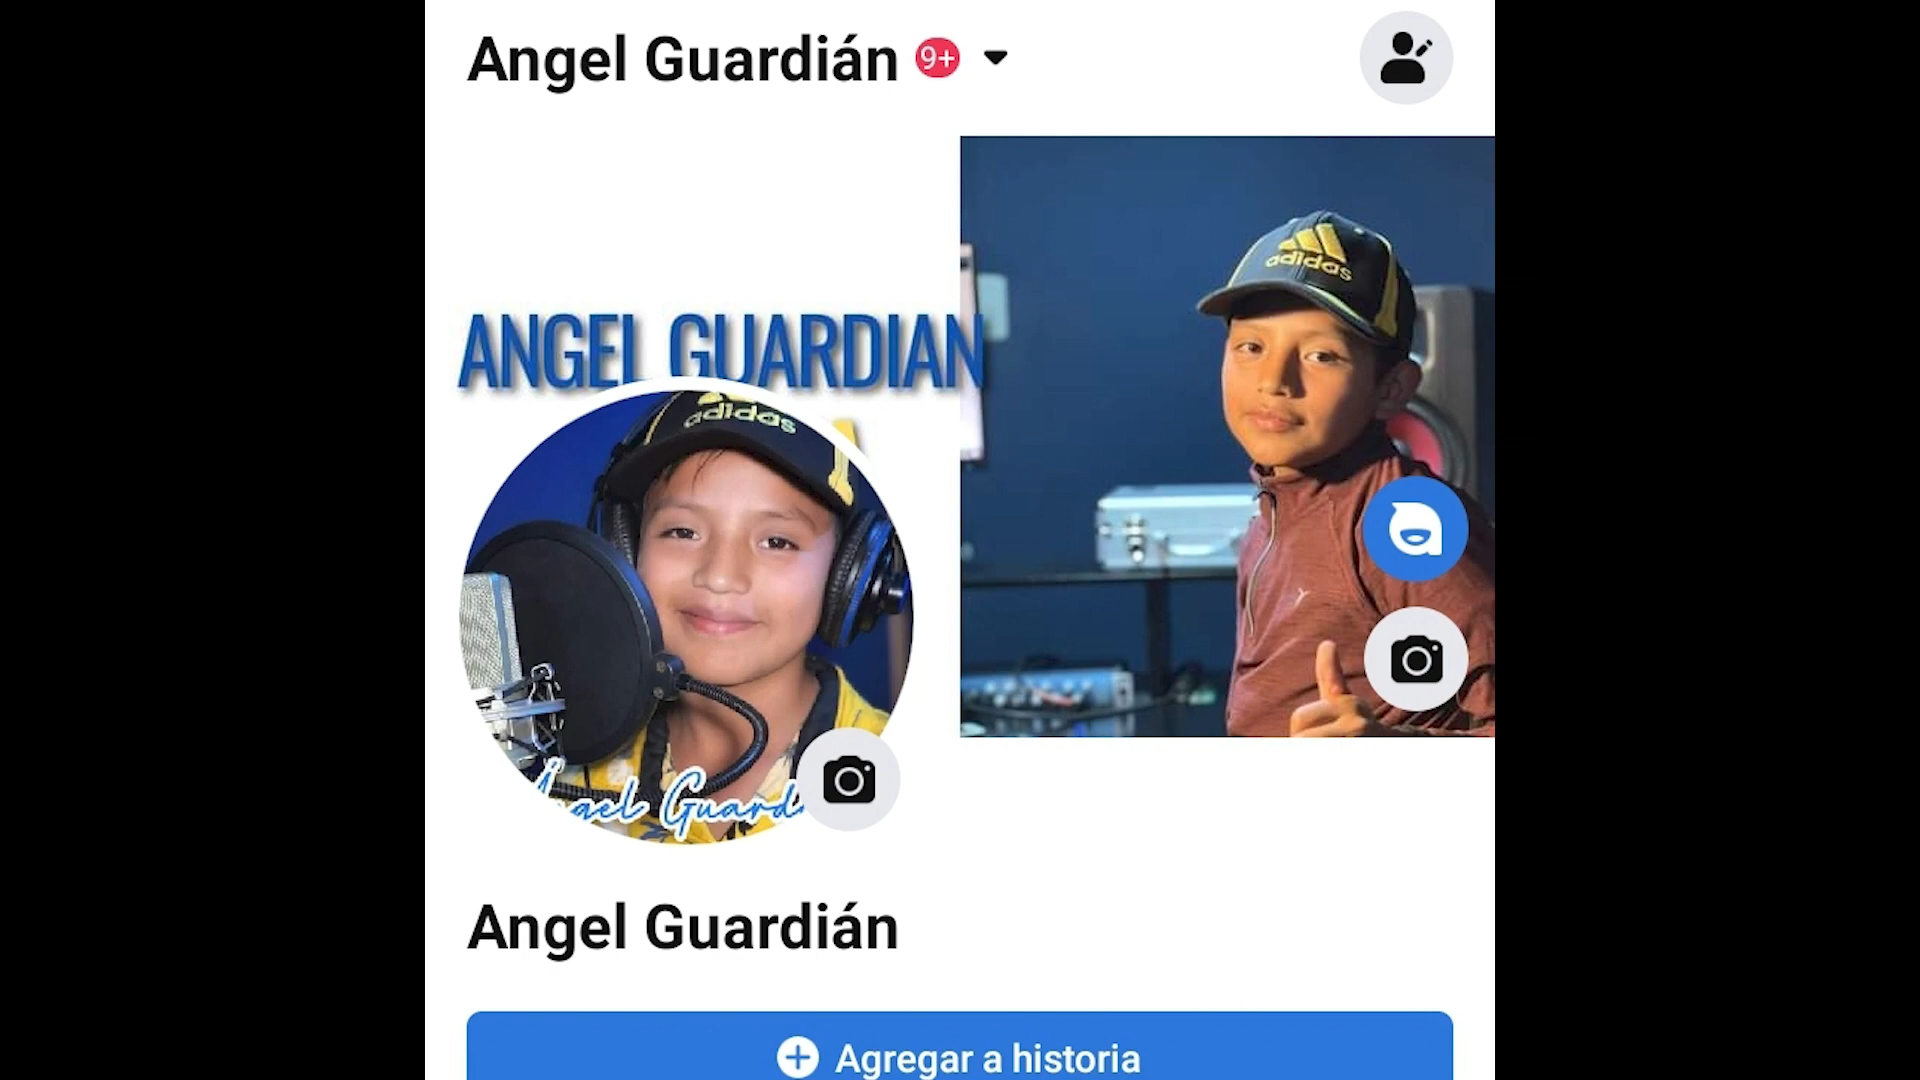 Angel Guardián 9+
adidas
ANGEL GUARDIAN
adidas
Angel Guardián
Agregar a historia